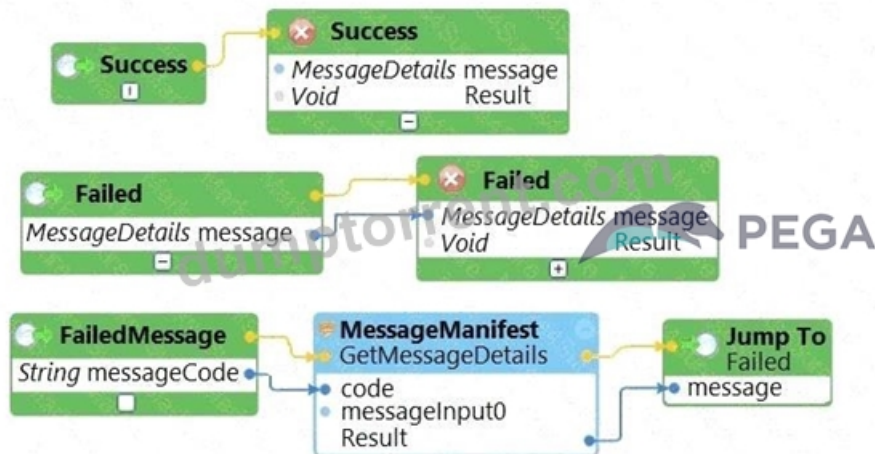 Success
Success
MessageDetails message
Void Result
Failed
MessageDetails message
Failed
MessageDetails message
Void Result
dumptorrent.com
PEGA
FailedMessage
String messageCode
MessageManifest
GetMessageDetails
code
messageInput0
Result
Jump To
Failed
message